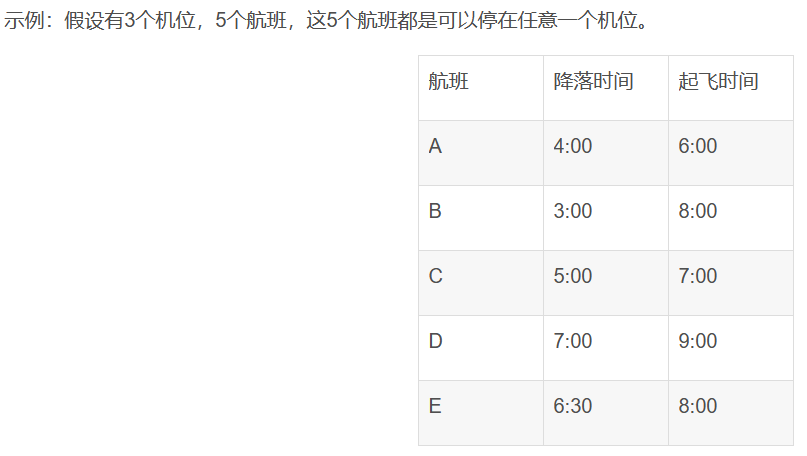 示例：假设有3个机位，5个航班，这5个航班都是可以停在任意一个机位。
航班 降落时间 起飞时间
A 4:00 6:00
B 3:00 8:00
C 5:00 7:00
D 7:00 9:00
E 6:30 8:00